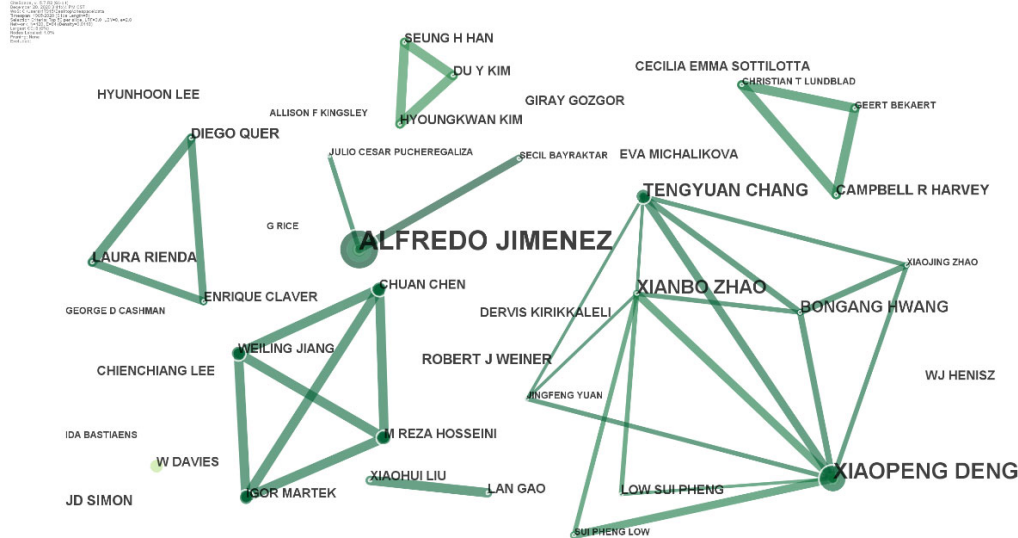 SEUNG H HAN
DU Y KIM
HYOUNGKWAN KIM
CECILIA EMMA SOTTILOTTA
CHRISTIAN T LUNDBLAD
GEERT BEKAERT
CAMPBELL R HARVEY
HYUNHOON LEE
ALLISON F KINGSLEY
GIRAY GOZGOR
DIEGO QUER
JULIO CESAR PUCHEREGALIZA
SECIL BAYRAKTAR
EVA MICHALIKOVA
TENGYUAN CHANG
G RICE
ALFREDO JIMENEZ
LAURA RIENDA
XIAOJING ZHAO
ENRIQUE CLAVER
CHUAN CHEN
XIANBO ZHAO
BONGANG HWANG
GEORGE D CASHMAN
DERVIS KIRIKKALELI
WEILING JIANG
ROBERT J WEINER
CHIENCHIANG LEE
WJ HENISZ
JINGFENG YUAN
IDA BASTIAENS
M REZA HOSSEINI
W DAVIES
XIAOHUI LIU
XIAOPENG DENG
JD SIMON
IGOR MARTEK
LAN GAO
LOW SUI PHENG
SUI PHENG LOW